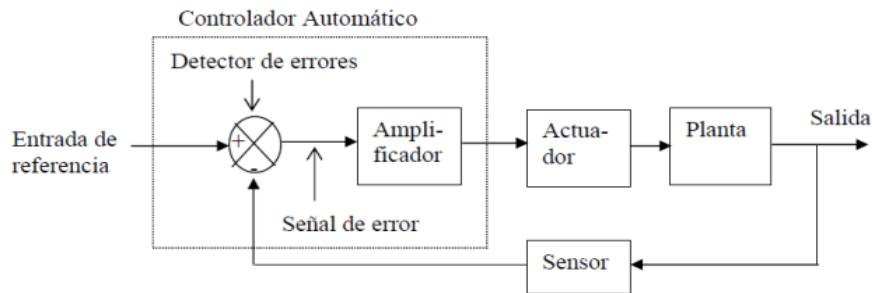 Controlador Automático
Detector de errores
Entrada de
referencia
+
-
Ampli-
ficador
Actua-
dor
Planta
Salida
Señal de error
Sensor